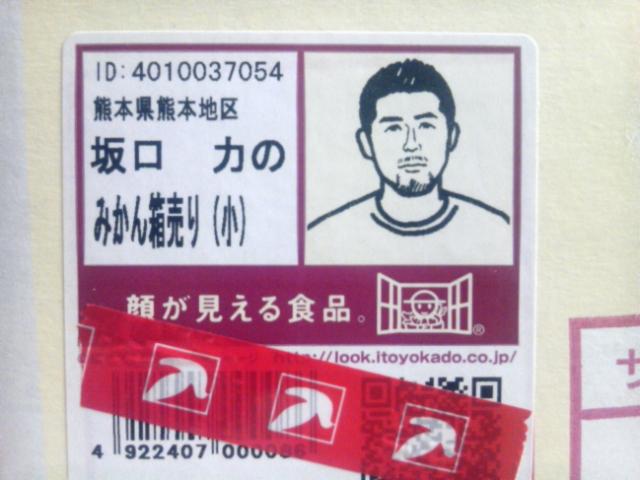 ID:4010037054
熊本県熊本地区
坂口 力の
みかん箱売り(小)
顔が見える食品。
®
http://look.itoyokado.co.jp/
4 922407 000086
サ